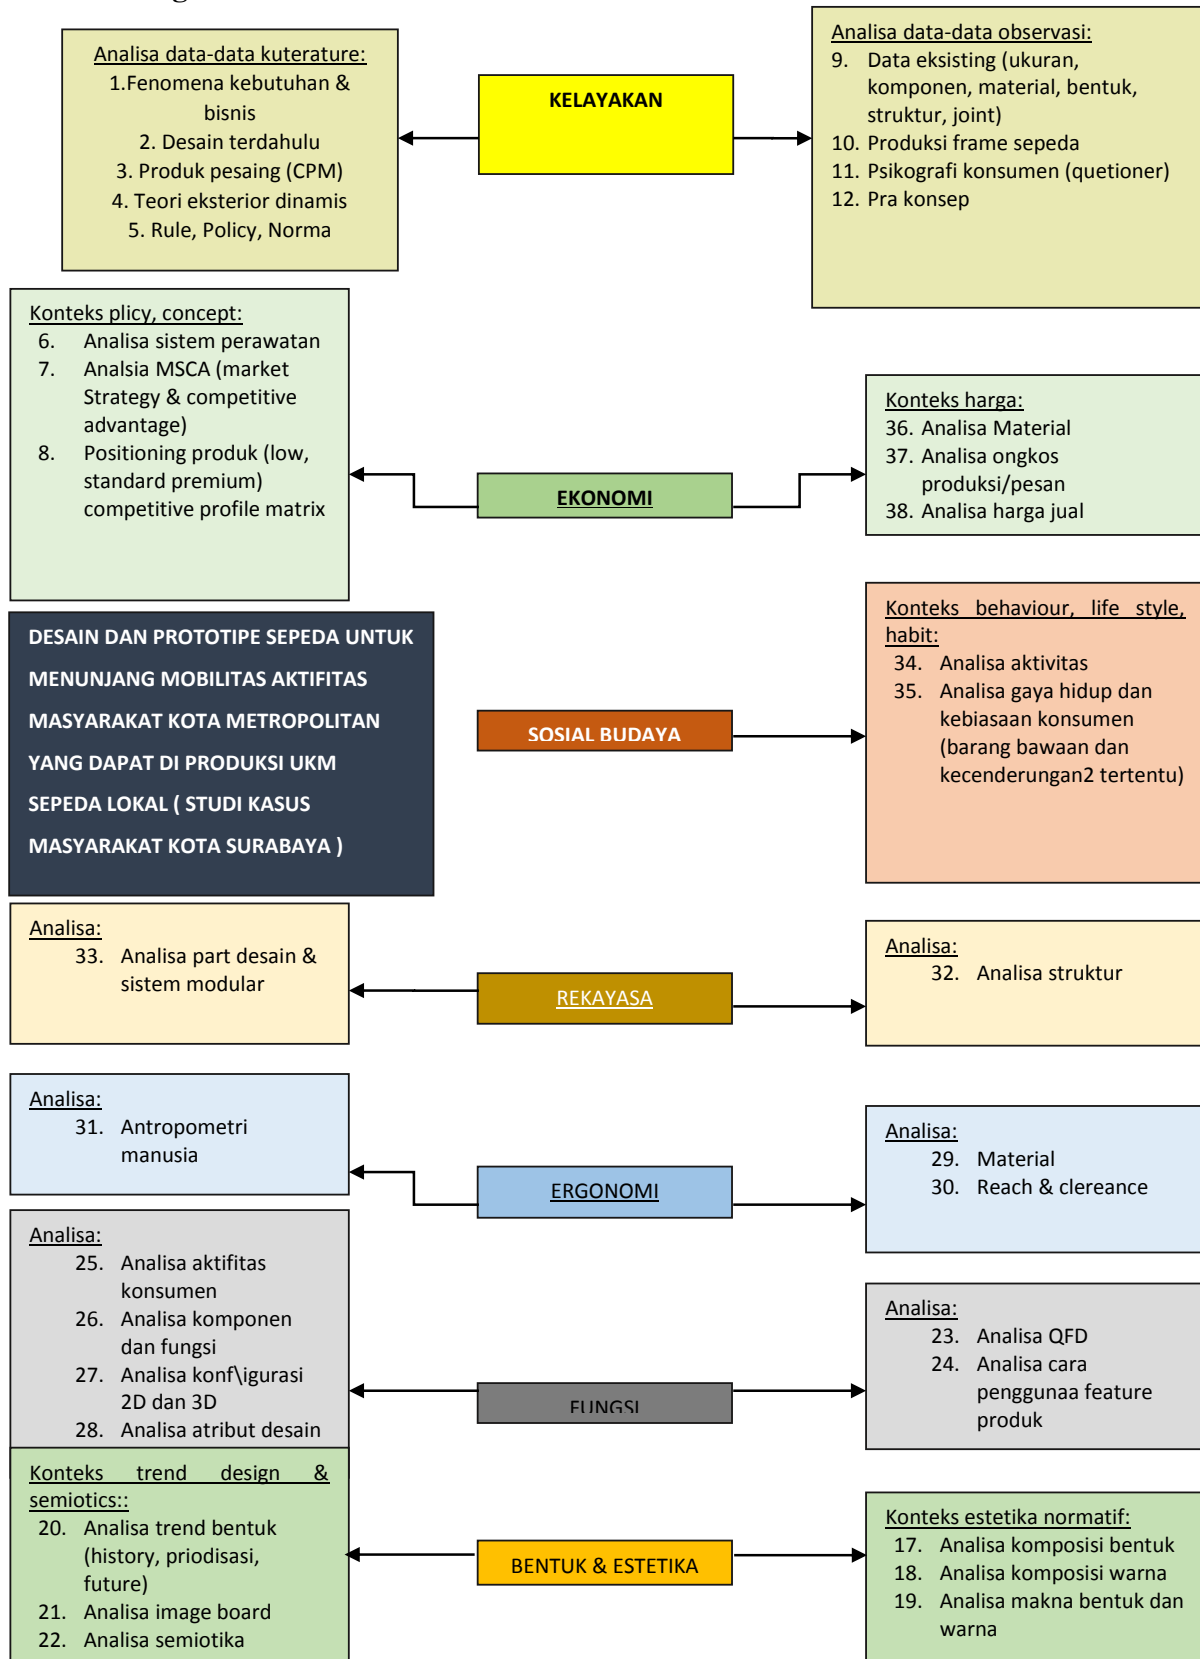 Analisa data-data kuterature:
1.Fenomena kebutuhan &
bisnis
2. Desain terdahulu
3. Produk pesaing (CPM)
4. Teori eksterior dinamis
5. Rule, Policy, Norma
KELAYAKAN
Analisa data-data observasi:
9. Data eksisting (ukuran,
komponen, material, bentuk,
struktur, joint)
10. Produksi frame sepeda
11. Psikografi konsumen (quetioner)
12. Pra konsep
Konteks plicy, concept:
6. Analisa sistem perawatan
7. Analsia MSCA (market
Strategy & competitive
advantage)
8. Positioning produk (low,
standard premium)
competitive profile matrix
EKONOMI
Konteks harga:
36. Analisa Material
37. Analisa ongkos
produksi/pesan
38. Analisa harga jual
DESAIN DAN PROTOTIPE SEPEDA UNTUK
MENUNJANG MOBILITAS AKTIFITAS
MASYARAKAT KOTA METROPOLITAN
YANG DAPAT DI PRODUKSI UKM
SEPEDA LOKAL ( STUDI KASUS
MASYARAKAT KOTA SURABAYA )
SOSIAL BUDAYA
Konteks behaviour, life style,
habit:
34. Analisa aktivitas
35. Analisa gaya hidup dan
kebiasaan konsumen
(barang bawaan dan
kecenderungan2 tertentu)
Analisa:
33. Analisa part desain &
sistem modular
REKAYASA
Analisa:
32. Analisa struktur
Analisa:
31. Antropometri
manusia
ERGONOMI
Analisa:
29. Material
30. Reach & clereance
Analisa:
25. Analisa aktifitas
konsumen
26. Analisa komponen
dan fungsi
27. Analisa konf\igurasi
2D dan 3D
28. Analisa atribut desain
FUNGSI
Analisa:
23. Analisa QFD
24. Analisa cara
penggunaa feature
produk
Konteks trend design &
semiotics::
20. Analisa trend bentuk
(history, priodisasi,
future)
21. Analisa image board
22. Analisa semiotika
BENTUK & ESTETIKA
Konteks estetika normatif:
17. Analisa komposisi bentuk
18. Analisa komposisi warna
19. Analisa makna bentuk dan
warna